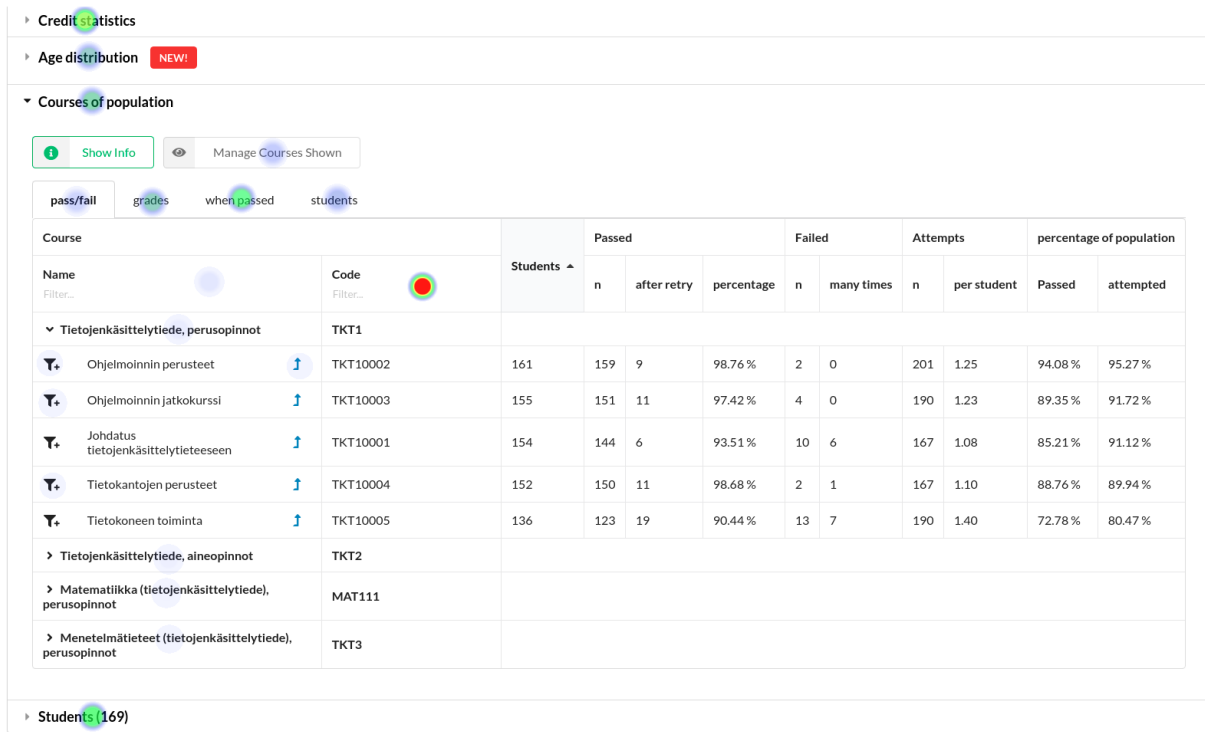 Credit statistics
Age distribution NEW!
Courses of population
Show Info Manage Courses Shown
pass/fail grades when passed students
Course Students Passed Failed Attempts percentage of population
Name Code n after retry percentage n many times n per student Passed attempted
Filter... Filter...
Tietojenkäsittelytiede, perusopinnot TKT1
Ohjelmoinnin perusteet TKT10002 161 159 9 98.76 % 2 0 201 1.25 94.08 % 95.27 %
Ohjelmoinnin jatkokurssi TKT10003 155 151 11 97.42 % 4 0 190 1.23 89.35 % 91.72 %
Johdatus
tietojenkäsittelytieteeseen TKT10001 154 144 6 93.51 % 10 6 167 1.08 85.21 % 91.12 %
Tietokantojen perusteet TKT10004 152 150 11 98.68 % 2 1 167 1.10 88.76 % 89.94 %
Tietokoneen toiminta TKT10005 136 123 19 90.44 % 13 7 190 1.40 72.78 % 80.47 %
Tietojenkäsittelytiede, aineopinnot TKT2
Matematiikka (tietojenkäsittelytiede),
perusopinnot MAT111
Menetelmätieteet (tietojenkäsittelytiede),
perusopinnot TKT3
Students (169)